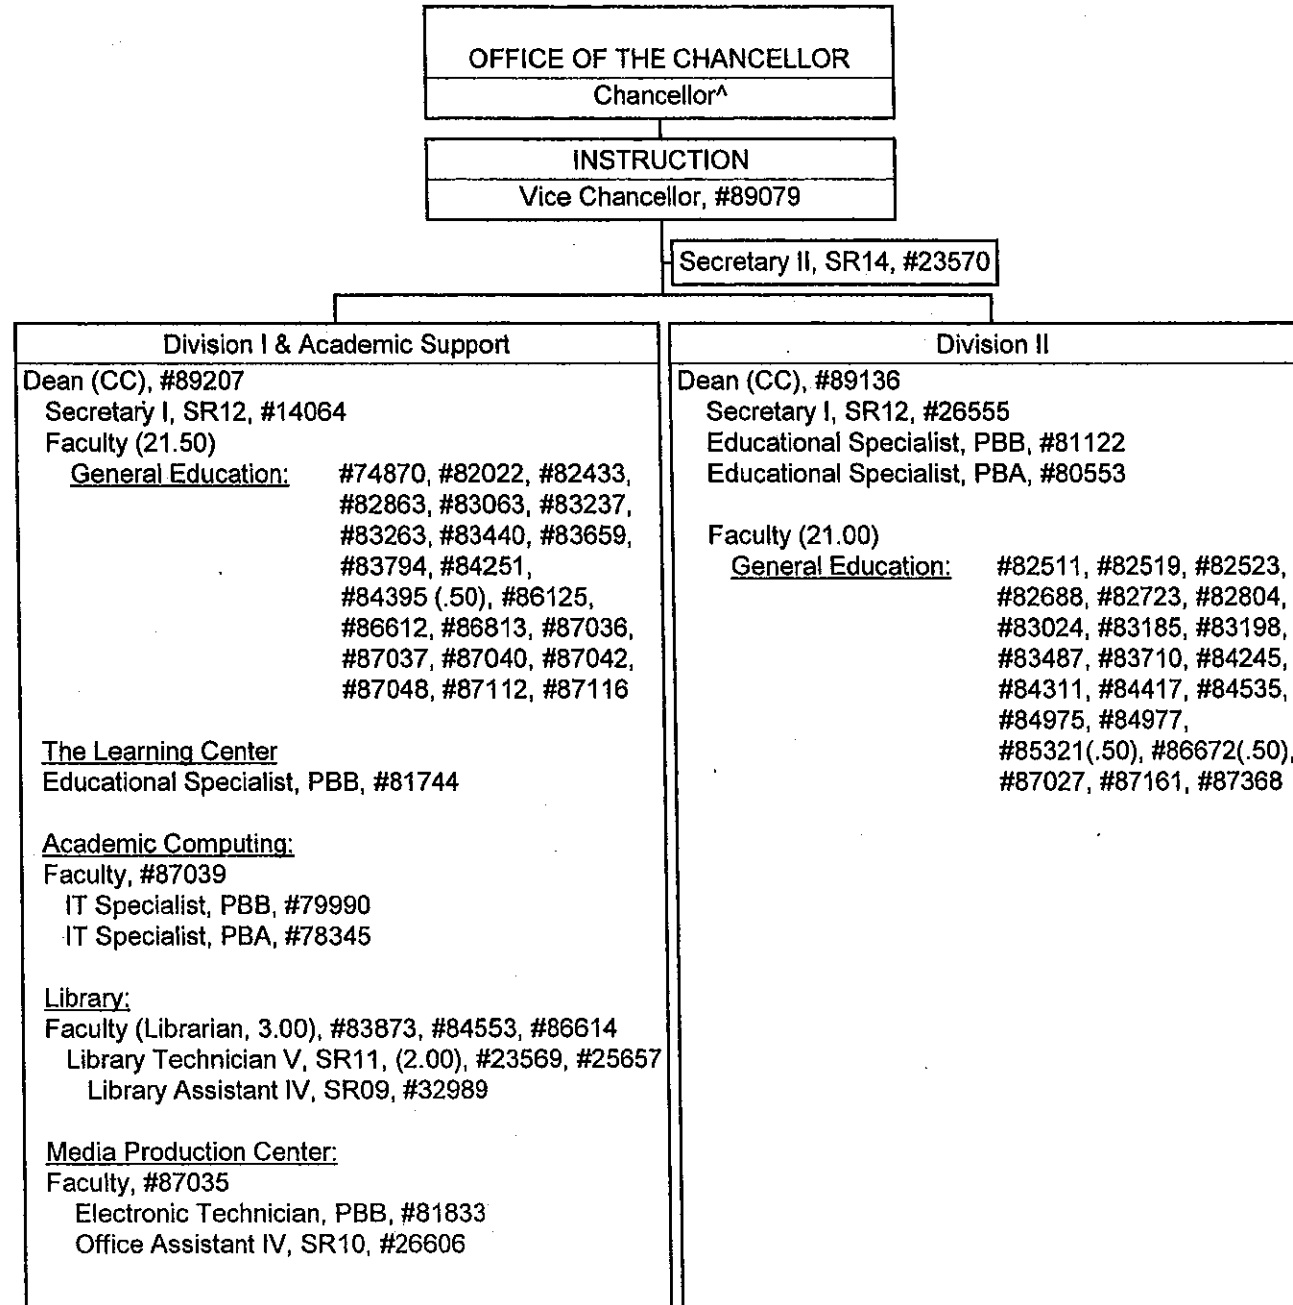 OFFICE OF THE CHANCELLOR
Chancellor^
INSTRUCTION
Vice Chancellor, #89079
Secretary II, SR14, #23570
Division I & Academic Support
Dean (CC), #89207
Secretary I, SR12, #14064
Faculty (21.50)
General Education: #74870, #82022, #82433,
#82863, #83063, #83237,
#83263, #83440, #83659,
#83794, #84251,
#84395 (.50), #86125,
#86612, #86813, #87036,
#87037, #87040, #87042,
#87048, #87112, #87116
The Learning Center
Educational Specialist, PBB, #81744
Academic Computing:
Faculty, #87039
IT Specialist, PBB, #79990
IT Specialist, PBA, #78345
Library:
Faculty (Librarian, 3.00), #83873, #84553, #86614
Library Technician V, SR11, (2.00), #23569, #25657
Library Assistant IV, SR09, #32989
Media Production Center:
Faculty, #87035
Electronic Technician, PBB, #81833
Office Assistant IV, SR10, #26606
Division II
Dean (CC), #89136
Secretary I, SR12, #26555
Educational Specialist, PBB, #81122
Educational Specialist, PBA, #80553
Faculty (21.00)
General Education: #82511, #82519, #82523,
#82688, #82723, #82804,
#83024, #83185, #83198,
#83487, #83710, #84245,
#84311, #84417, #84535,
#84975, #84977,
#85321(.50), #86672(.50),
#87027, #87161, #87368